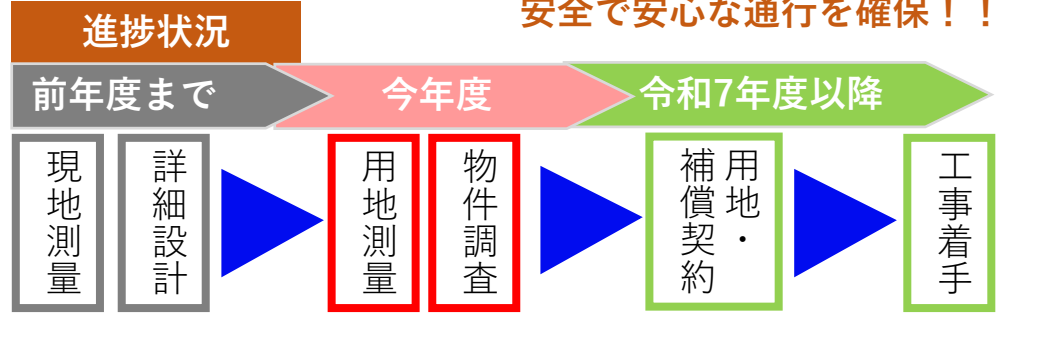 安全で安心な通行を確保！！
進捗状況
前年度まで
今年度
令和7年度以降
現地測量
詳細設計
用地測量
物件調査
用地・
補償契約
工事着手